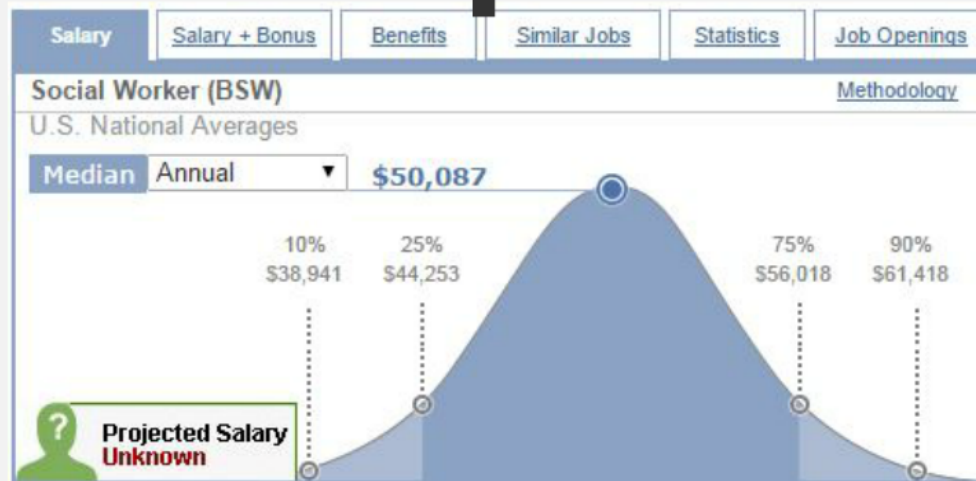 Salary Salary + Bonus Benefits Similar Jobs Statistics Job Openings
Social Worker (BSW) Methodology
U.S. National Averages
Median Annual $50,087
10% 25% 75% 90%
$38,941 $44,253 $56,018 $61,418
?
Projected Salary
Unknown